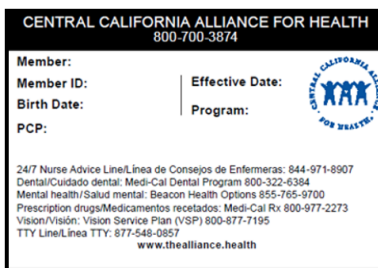 CENTRAL CALIFORNIA ALLIANCE FOR HEALTH
800-700-3874
Member:
Member ID:
Birth Date:
PCP:
Effective Date:
Program:
CENTRAL CALIFORNIA ALLIANCE
FOR HEALTH
24/7 Nurse Advice Line/Línea de Consejos de Enfermeras: 844-971-8907
Dental/Cuidado dental: Medi-Cal Dental Program 800-322-6384
Mental health/Salud mental: Beacon Health Options 855-765-9700
Prescription drugs/Medicamentos recetados: Medi-Cal Rx 800-977-2273
Vision/Visión: Vision Service Plan (VSP) 800-877-7195
TTY Line/Línea TTY: 877-548-0857
www.thealliance.health